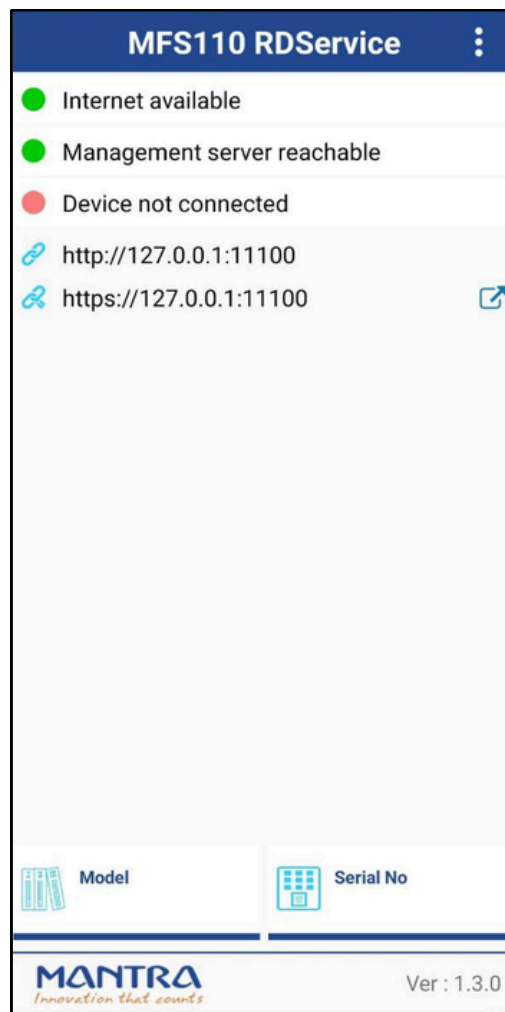 MFS110 RDService
Internet available
Management server reachable
Device not connected
http://127.0.0.1:11100
https://127.0.0.1:11100
Model
Serial No
MANTRA
Innovation that counts
Ver : 1.3.0